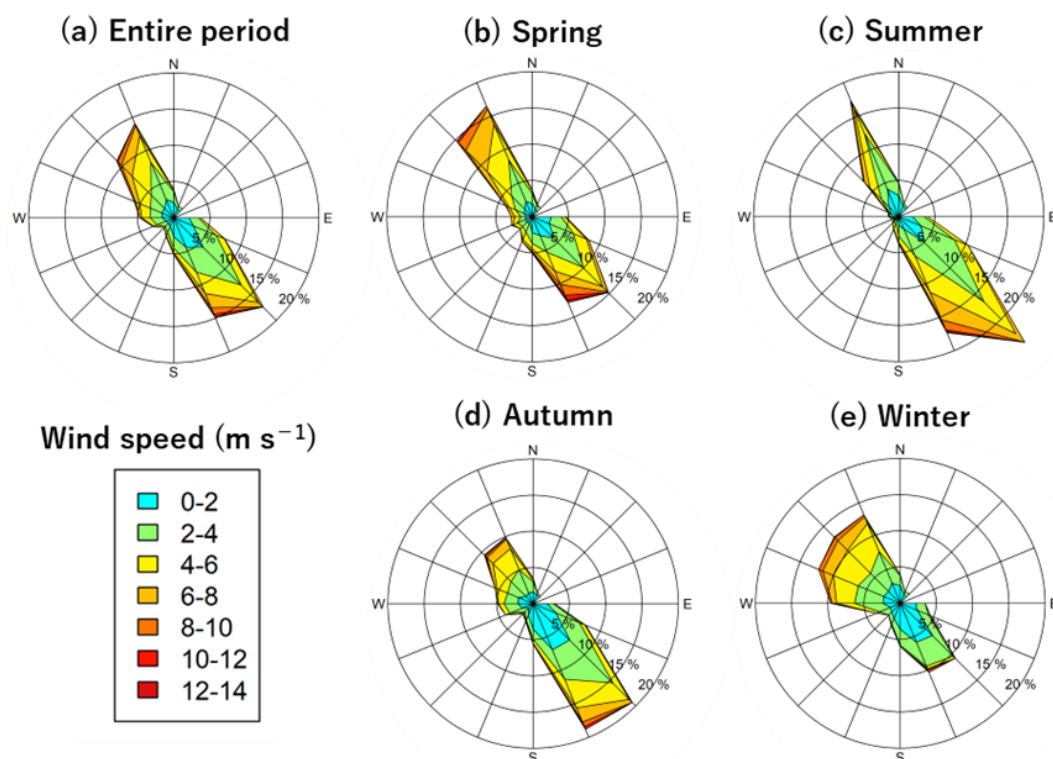 (a) Entire period
(b) Spring
(c) Summer
N
N
N
W
E
W
E
W
E
5 %
10 %
15 %
20 %
5 %
10 %
15 %
20 %
5 %
10 %
15 %
20 %
S
S
S
(d) Autumn
(e) Winter
Wind speed (m s⁻¹)
0-2
2-4
4-6
6-8
8-10
10-12
12-14
N
N
W
E
W
E
5 %
10 %
15 %
20 %
5 %
10 %
15 %
20 %
S
S